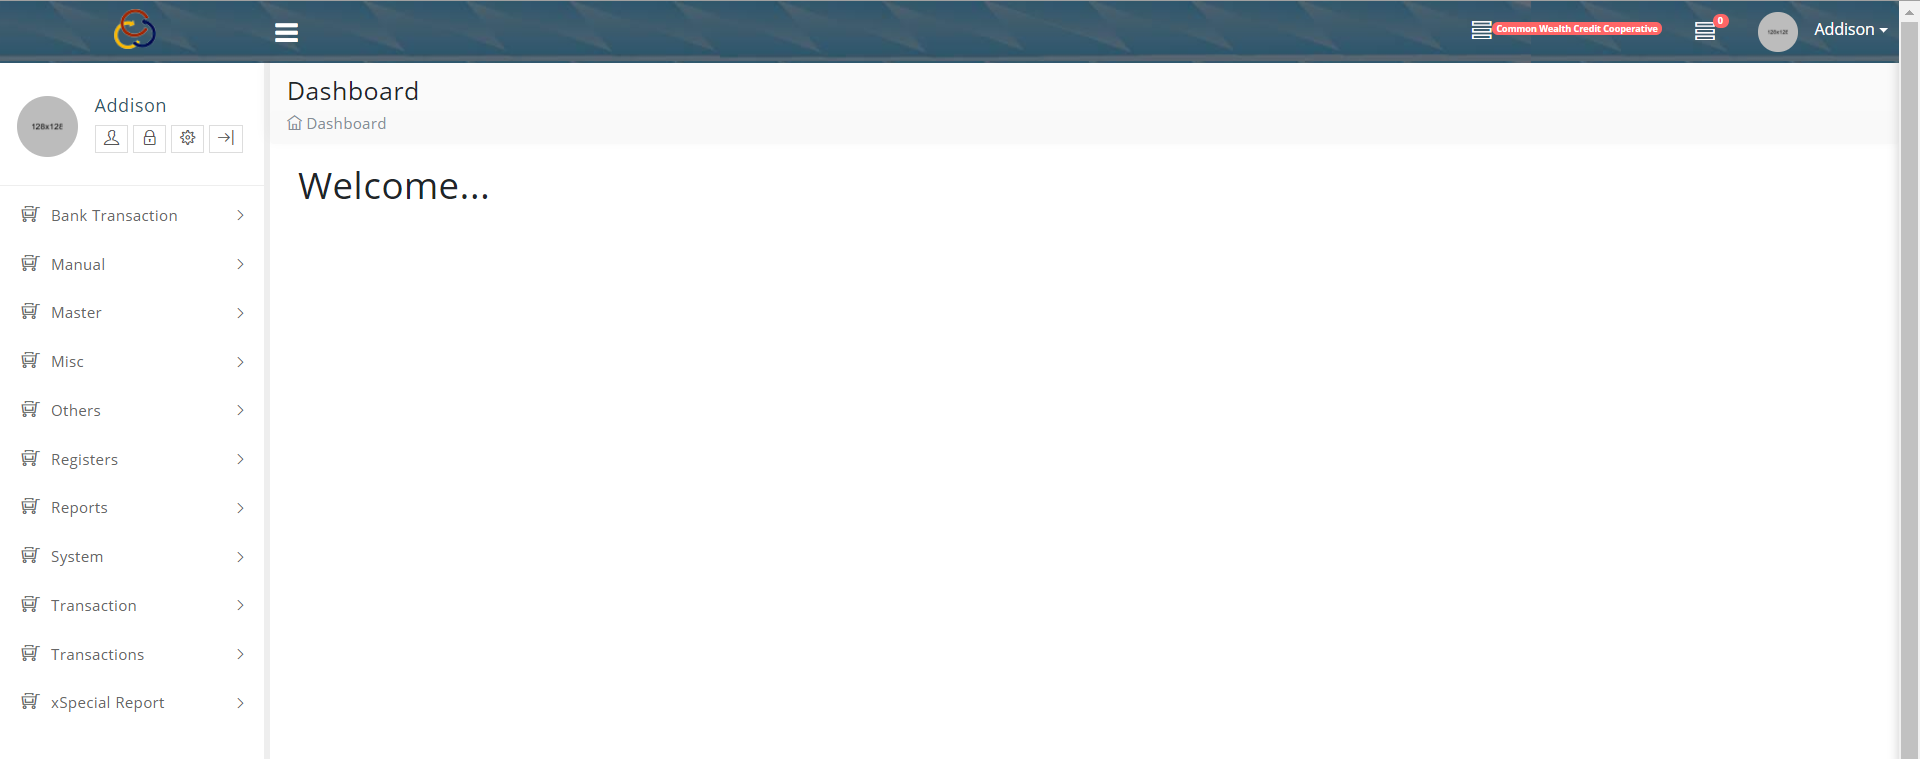 Common Wealth Credit Cooperative
0
128x128
Addison
128x128
Addison
Bank Transaction
Manual
Master
Misc
Others
Registers
Reports
System
Transaction
Transactions
xSpecial Report
Dashboard
Dashboard
Welcome...